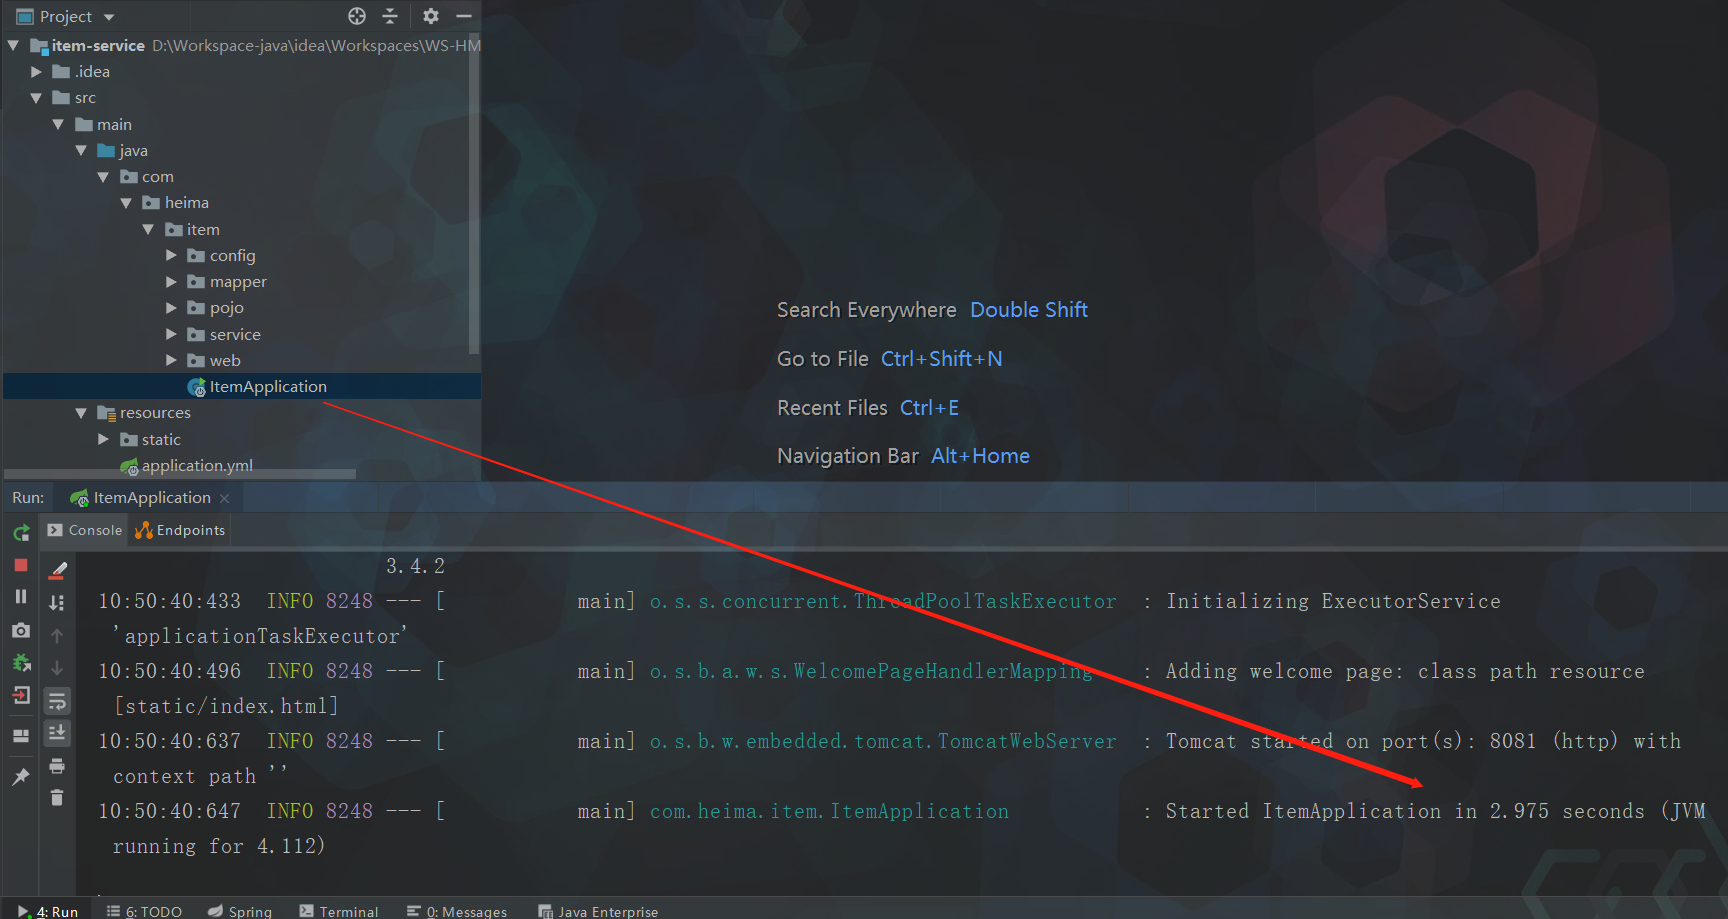 Project
item-service D:\Workspace-java\idea\Workspaces\WS-HM
.idea
src
main
java
com
heima
item
config
mapper
pojo
service
web
ItemApplication
resources
static
application.yml
Search Everywhere Double Shift
Go to File Ctrl+Shift+N
Recent Files Ctrl+E
Navigation Bar Alt+Home
Run: ItemApplication ×
Console Endpoints
3.4.2
10:50:40:433 INFO 8248 --- [ main] o.s.s.concurrent.ThreadPoolTaskExecutor : Initializing ExecutorService
'applicationTaskExecutor'
10:50:40:496 INFO 8248 --- [ main] o.s.b.a.w.s.WelcomePageHandlerMapping : Adding welcome page: class path resource
[static/index.html]
10:50:40:637 INFO 8248 --- [ main] o.s.b.w.embedded.tomcat.TomcatWebServer : Tomcat started on port(s): 8081 (http) with
context path ''
10:50:40:647 INFO 8248 --- [ main] com.heima.item.ItemApplication : Started ItemApplication in 2.975 seconds (JVM
running for 4.112)
4: Run 6: TODO Spring Terminal 0: Messages Java Enterprise